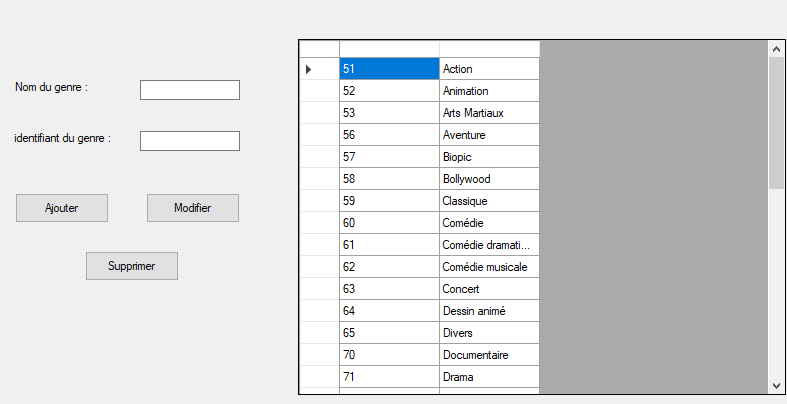 Nom du genre :
identifiant du genre :
Ajouter
Modifier
Supprimer
51 Action
52 Animation
53 Arts Martiaux
56 Aventure
57 Biopic
58 Bollywood
59 Classique
60 Comédie
61 Comédie dramati...
62 Comédie musicale
63 Concert
64 Dessin animé
65 Divers
70 Documentaire
71 Drama